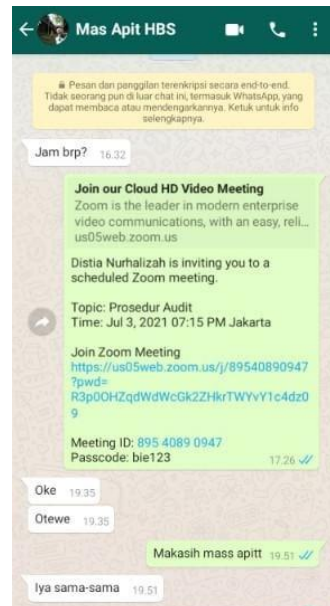 Mas Apit HBS
Pesan dan panggilan terenkripsi secara end-to-end.
Tidak seorang pun di luar chat ini, termasuk WhatsApp, yang
dapat membaca atau mendengarkannya. Ketuk untuk info
selengkapnya.
Jam brp? 16.32
Join our Cloud HD Video Meeting
Zoom is the leader in modern enterprise
video communications, with an easy, reli...
us05web.zoom.us
Distia Nurhalizah is inviting you to a
scheduled Zoom meeting.
Topic: Prosedur Audit
Time: Jul 3, 2021 07:15 PM Jakarta
Join Zoom Meeting
https://us05web.zoom.us/j/89540890947
?pwd=
R3p0OHZqdWdWcGk2ZHkrTWYvY1c4dz0
9
Meeting ID: 895 4089 0947
Passcode: bie123
17.26
Oke 19.35
Otewe 19.35
Makasih mass apitt 19.51
Iya sama-sama 19.51